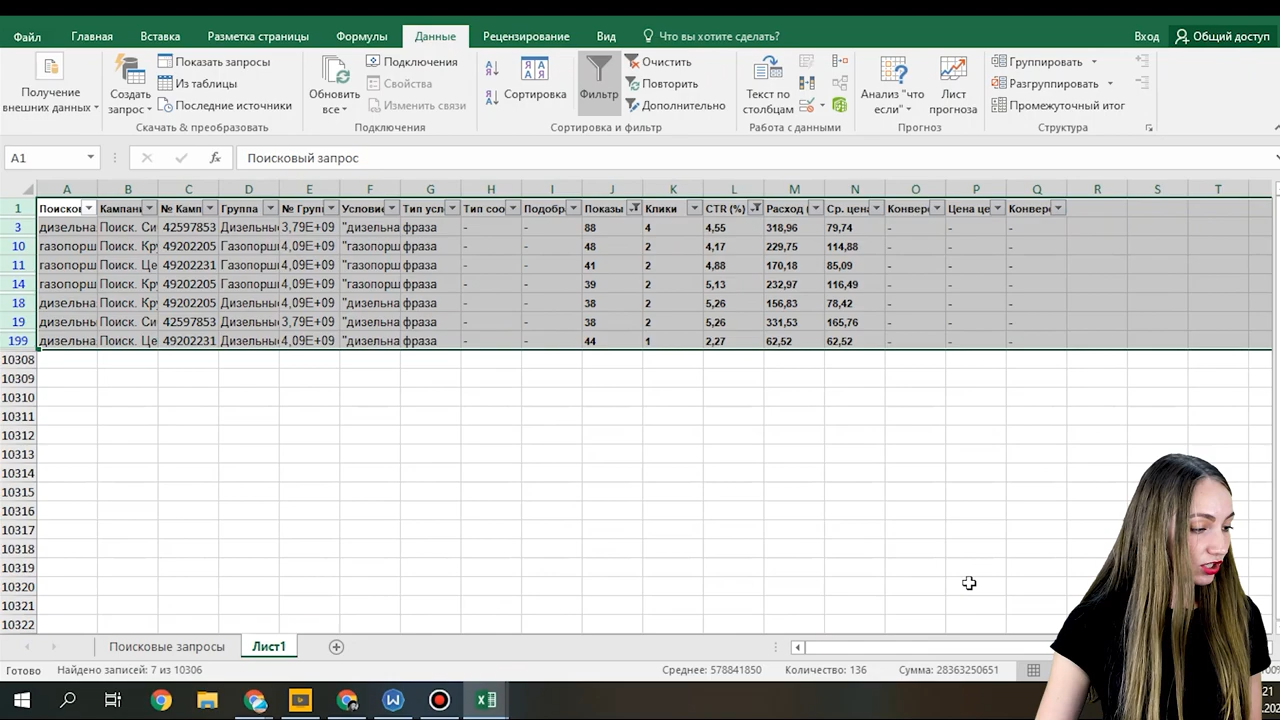 Файл Главная Вставка Разметка страницы Формулы Данные Рецензирование Вид Что вы хотите сделать? Вход Общий доступ
Получение внешних данных
Показать запросы
Из таблицы
Последние источники
Создать запрос
Скачать & преобразовать
Обновить все
Подключения
Свойства
Изменить связи
Подключения
Сортировка
Фильтр
Очистить
Повторить
Дополнительно
Сортировка и фильтр
Текст по столбцам
Работа с данными
Анализ "что если"
Лист прогноза
Прогноз
Группировать
Разгруппировать
Промежуточный итог
Структура
A1 fx Поисковый запрос
A B C D E F G H I J K L M N O P Q R S T
1 Поисков Кампани № Камп Группа № Групп Условие Тип усл Тип соо Подобр. Показы Клики CTR (%) Расход ( Ср. цена Конверс Цена це Конверс
3 дизельна Поиск. Си 42597853 Дизельные 3,79E+09 "дизельна фраза - - 88 4 4,55 318,96 79,74 - - -
10 газопорш Поиск. Кр 49202205 Газопорш 4,09E+09 "газопорш фраза - - 48 2 4,17 229,75 114,88 - - -
11 газопорш Поиск. Це 49202231 Газопорш 4,09E+09 "газопорш фраза - - 41 2 4,88 170,18 85,09 - - -
14 газопорш Поиск. Кр 49202205 Газопорш 4,09E+09 "газопорш фраза - - 39 2 5,13 232,97 116,49 - - -
18 дизельна Поиск. Кр 49202205 Дизельные 4,09E+09 "дизельна фраза - - 38 2 5,26 156,83 78,42 - - -
19 дизельны Поиск. Си 42597853 Дизельные 3,79E+09 "дизельна фраза - - 38 2 5,26 331,53 165,76 - - -
199 дизельна Поиск. Це 49202231 Дизельные 4,09E+09 "дизельна фраза - - 44 1 2,27 62,52 62,52 - - -
10308
10309
10310
10311
10312
10313
10314
10315
10316
10317
10318
10319
10320
10321
10322
Поисковые запросы Лист1
Готово Найдено записей: 7 из 10306 Среднее: 578841850 Количество: 136 Сумма: 28363250651